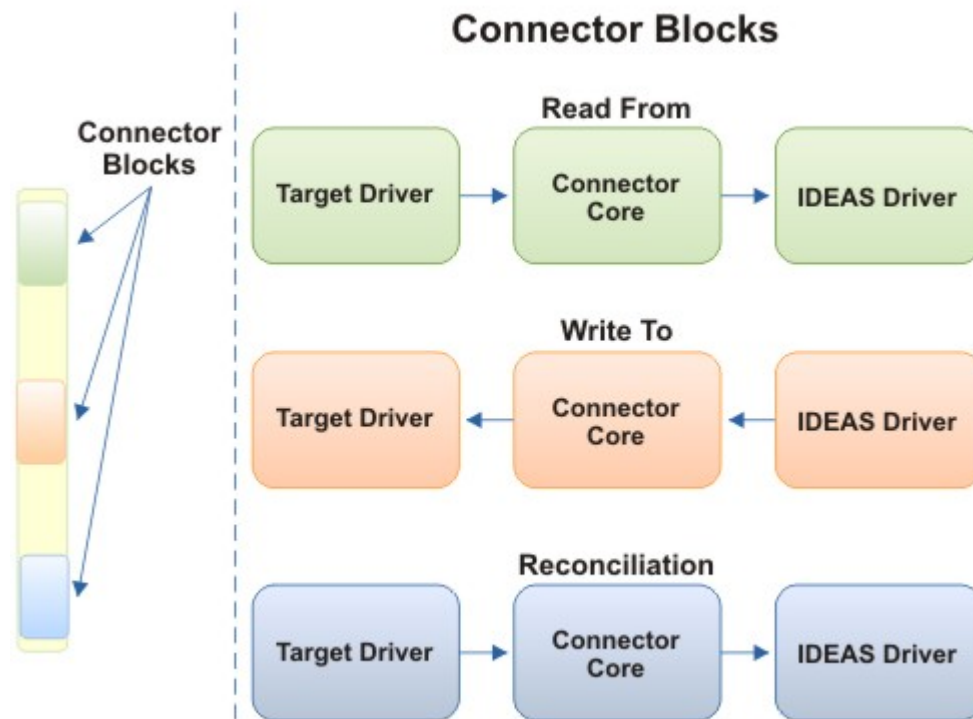 Connector Blocks
Connector
Blocks
Read From
Target Driver
Connector
Core
IDEAS Driver
Write To
Target Driver
Connector
Core
IDEAS Driver
Reconciliation
Target Driver
Connector
Core
IDEAS Driver